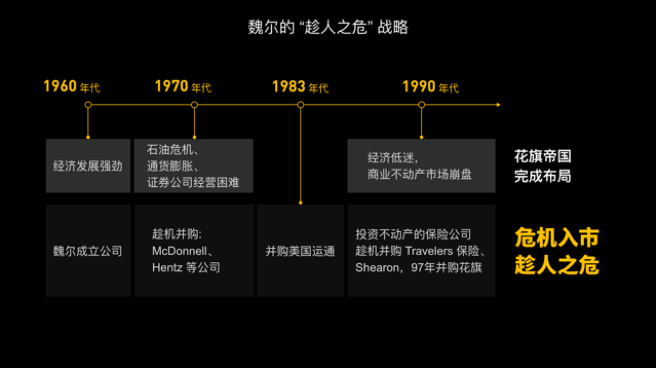 魏尔的 “趁人之危” 战略
1960 年代
1970 年代
1983 年代
1990 年代
经济发展强劲
石油危机、
通货膨胀、
证券公司经营困难
经济低迷，
商业不动产市场崩盘
花旗帝国
完成布局
魏尔成立公司
趁机并购:
McDonnell、
Hentz 等公司
并购美国运通
投资不动产的保险公司
趁机并购 Travelers 保险、
Shearon，97年并购花旗
危机入市
趁人之危